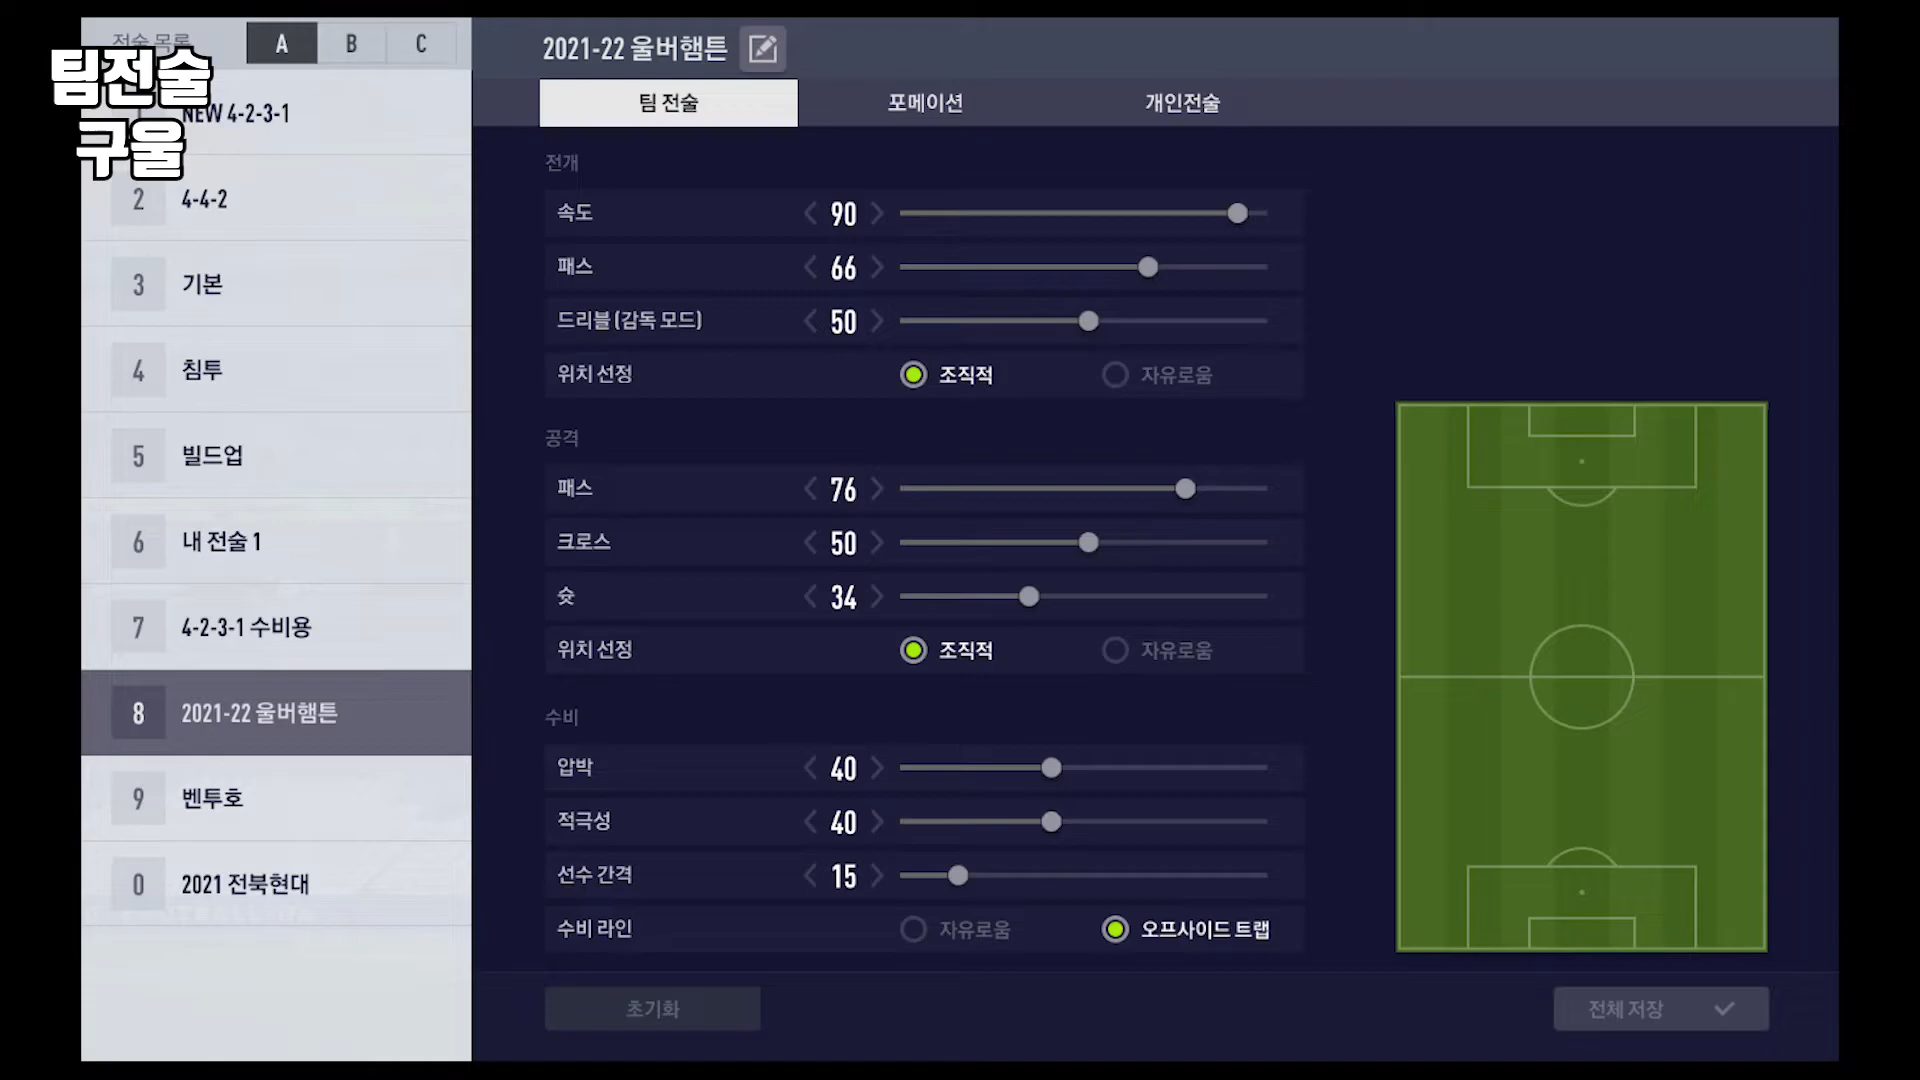 전술 목록
A
B
C
팀전술
구울
NEW 4-2-3-1
2 4-4-2
3 기본
4 침투
5 빌드업
6 내 전술 1
7 4-2-3-1 수비용
8 2021-22 울버햄튼
9 벤투호
0 2021 전북현대
2021-22 울버햄튼
팀 전술
포메이션
개인전술
전개
속도 90
패스 66
드리블 (감독 모드) 50
위치 선정 조직적 자유로움
공격
패스 76
크로스 50
슛 34
위치 선정 조직적 자유로움
수비
압박 40
적극성 40
선수 간격 15
수비 라인 자유로움 오프사이드 트랩
초기화
전체 저장